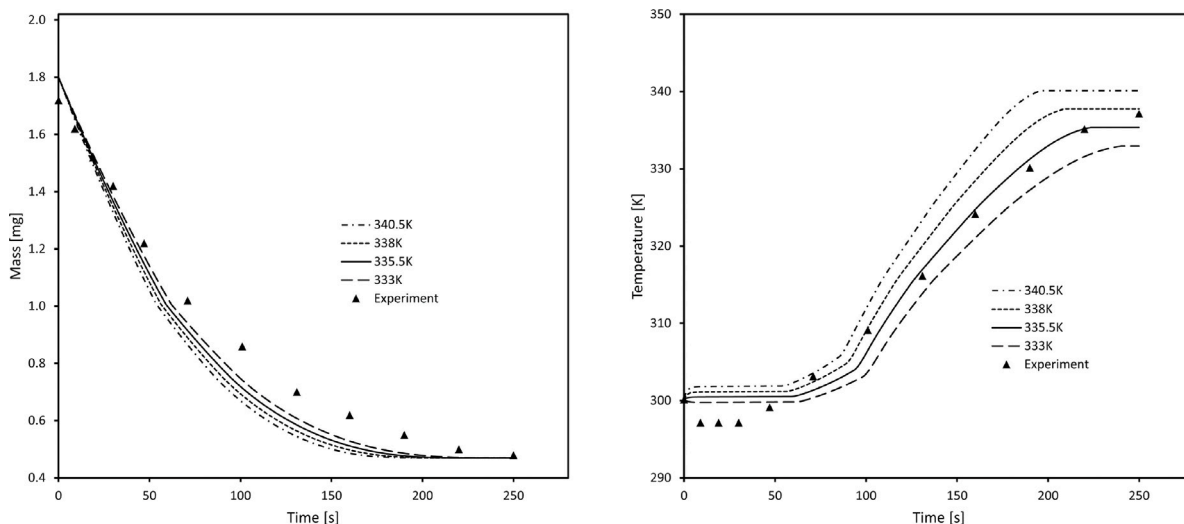 2.0
1.8
1.6
1.4
1.2
1.0
0.8
0.6
0.4
Mass [mg]
340.5K
338K
335.5K
333K
Experiment
0
50
100
150
200
250
Time [s]
350
340
330
320
310
300
290
Temperature [K]
340.5K
338K
335.5K
333K
Experiment
0
50
100
150
200
250
Time [s]